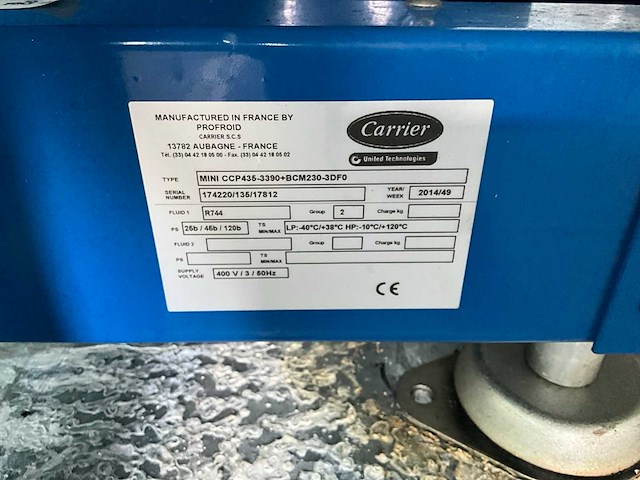 MANUFACTURED IN FRANCE BY
PROFROID
CARRIER S.C.S
13782 AUBAGNE - FRANCE
Tél. (33) 04 42 18 05 00 - Fax. (33) 04 42 18 05 02
Carrier
United Technologies
TYPE MINI CCP435-3390+BCM230-3DF0
SERIAL NUMBER 174220/135/17812 YEAR/ WEEK 2014/49
FLUID 1 R744 Group 2 Charge kg
PS 25b / 45b / 120b TS MIN/MAX LP:-40°C/+38°C HP:-10°C/+120°C
FLUID 2 Group Charge kg
PS TS MIN/MAX
SUPPLY VOLTAGE 400 V / 3 / 50Hz
CE